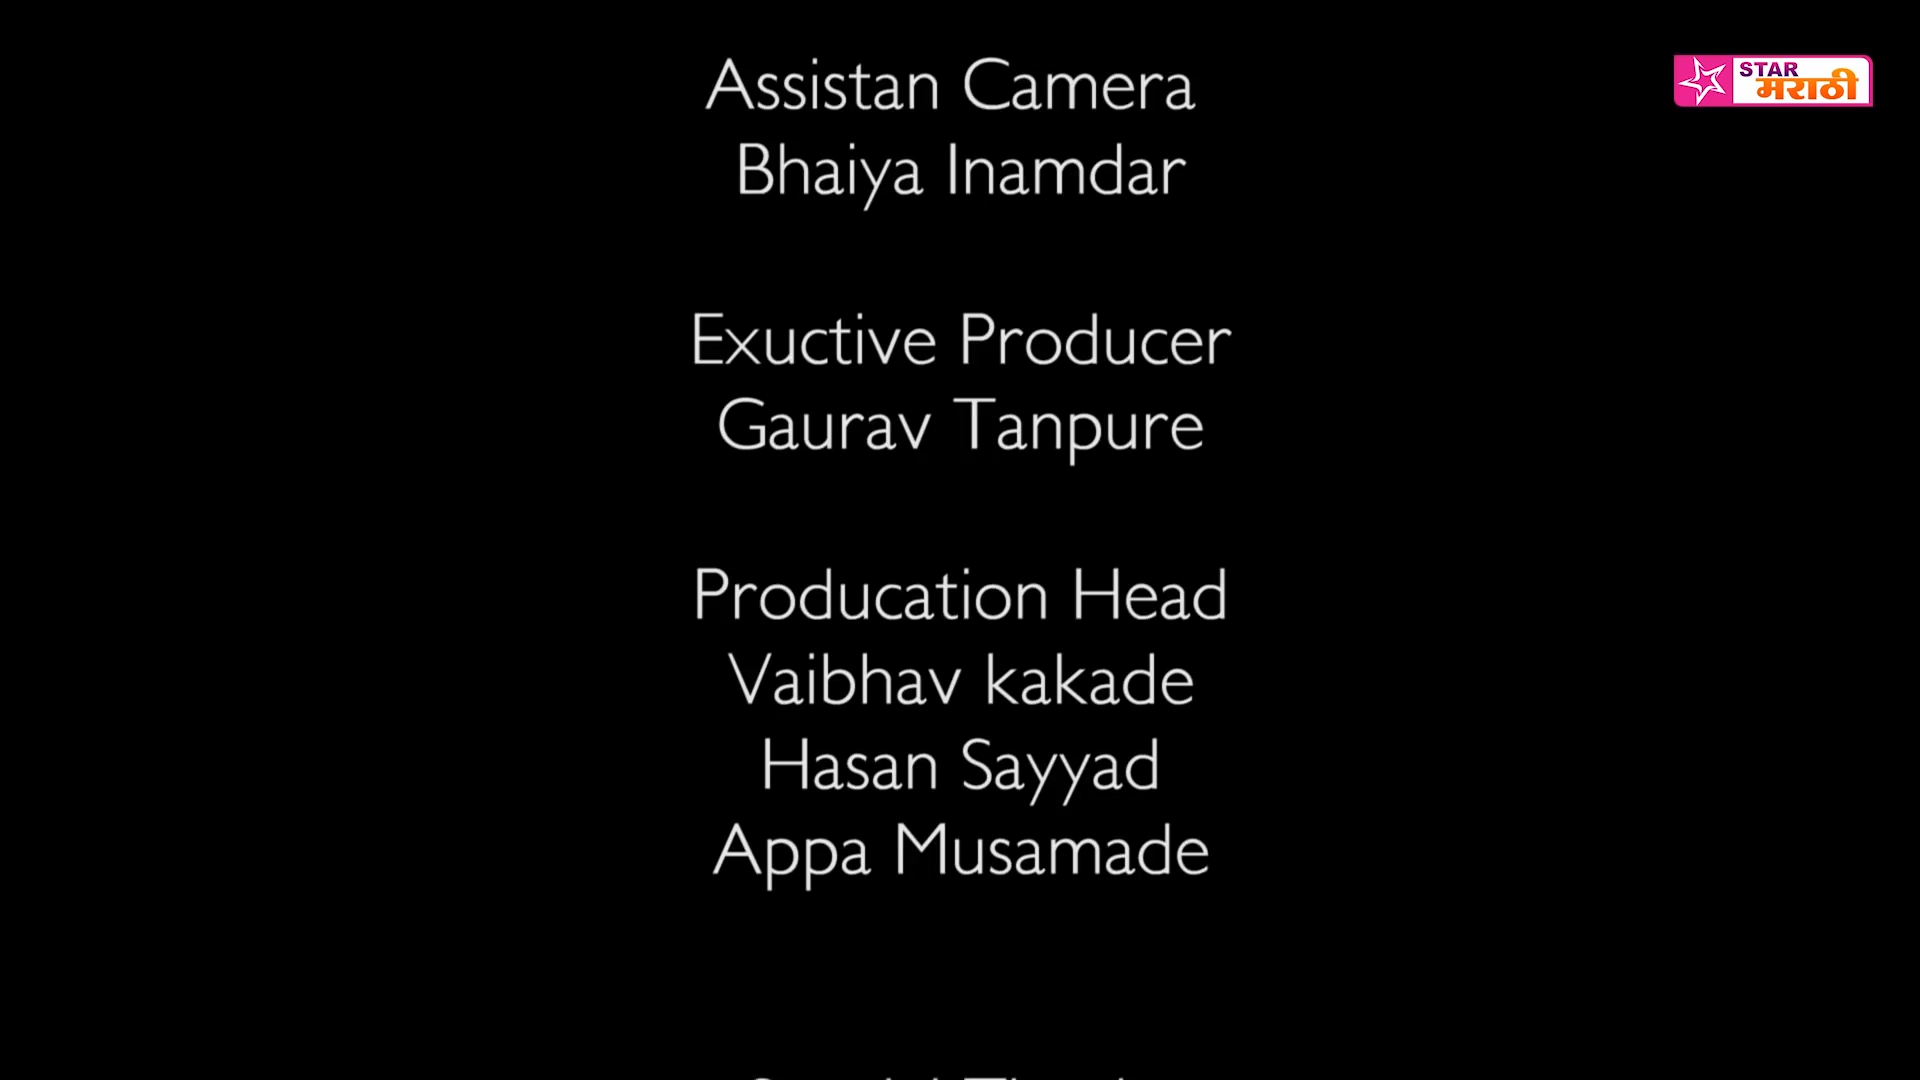 Assistan Camera
Bhaiya Inamdar
Exuctive Producer
Gaurav Tanpure
Producation Head
Vaibhav kakade
Hasan Sayyad
Appa Musamade
STAR
मराठी